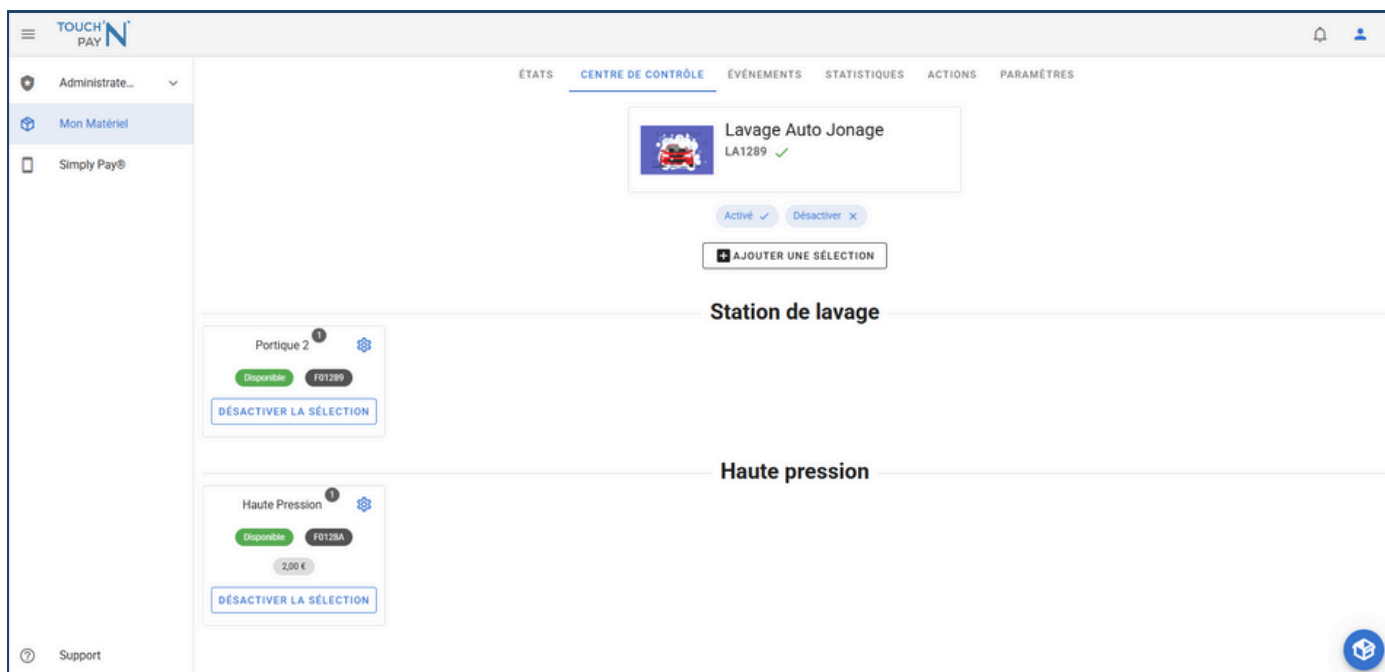 TOUCH'N'
PAY
Administrate...
Mon Matériel
Simply Pay®
ÉTATS CENTRE DE CONTRÔLE ÉVÉNEMENTS STATISTIQUES ACTIONS PARAMÈTRES
Lavage Auto Jonage
LA1289
Activé Désactiver
AJOUTER UNE SÉLECTION
Station de lavage
Portique 2 1
Disponible F01289
DÉSACTIVER LA SÉLECTION
Haute pression
Haute Pression 1
Disponible F0128A
2,00 €
DÉSACTIVER LA SÉLECTION
Support